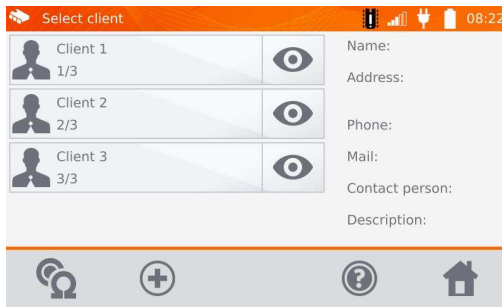 Select client
08:22
Client 1
1/3
Client 2
2/3
Client 3
3/3
Name:
Address:
Phone:
Mail:
Contact person:
Description: